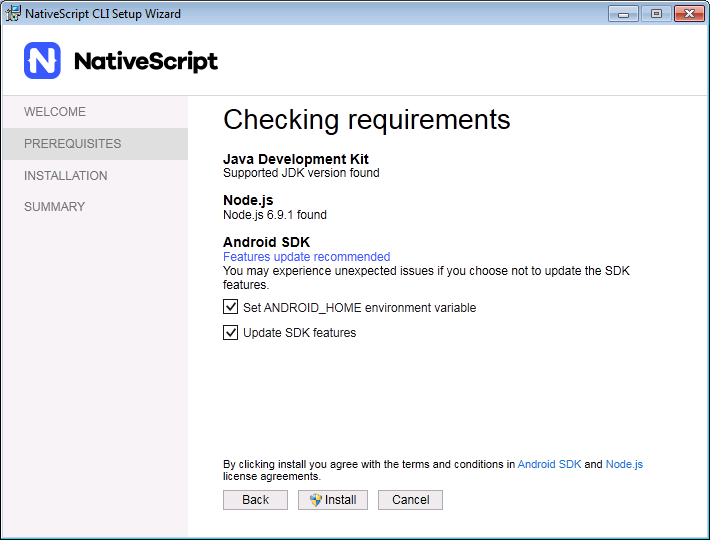 NativeScript CLI Setup Wizard
NativeScript
WELCOME
PREREQUISITES
INSTALLATION
SUMMARY
Checking requirements
Java Development Kit
Supported JDK version found
Node.js
Node.js 6.9.1 found
Android SDK
Features update recommended
You may experience unexpected issues if you choose not to update the SDK
features.
Set ANDROID_HOME environment variable
Update SDK features
By clicking install you agree with the terms and conditions in Android SDK and Node.js
license agreements.
Back Install Cancel